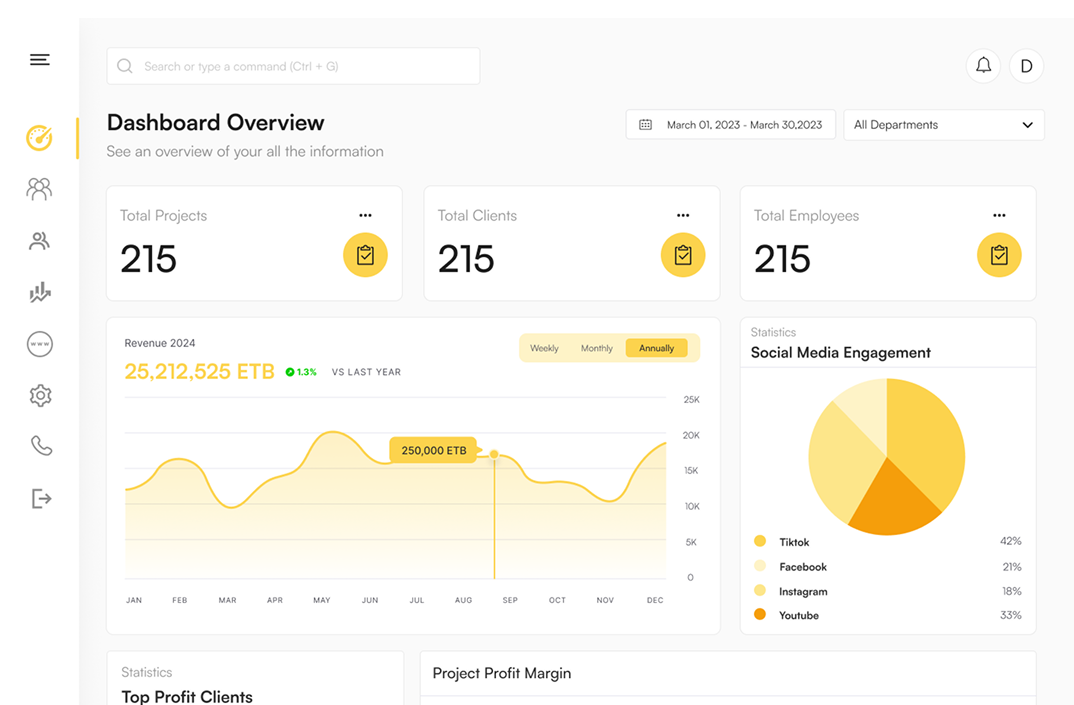 Search or type a command (Ctrl + G)
D
Dashboard Overview
See an overview of your all the information
March 01, 2023 - March 30,2023
All Departments
Total Projects
215
Total Clients
215
Total Employees
215
Revenue 2024
25,212,525 ETB
1.3%
VS LAST YEAR
Weekly
Monthly
Annually
25K
20K
15K
10K
5K
0
250,000 ETB
JAN
FEB
MAR
APR
MAY
JUN
JUL
AUG
SEP
OCT
NOV
DEC
Statistics
Social Media Engagement
Tiktok 42%
Facebook 21%
Instagram 18%
Youtube 33%
www
Statistics
Top Profit Clients
Project Profit Margin